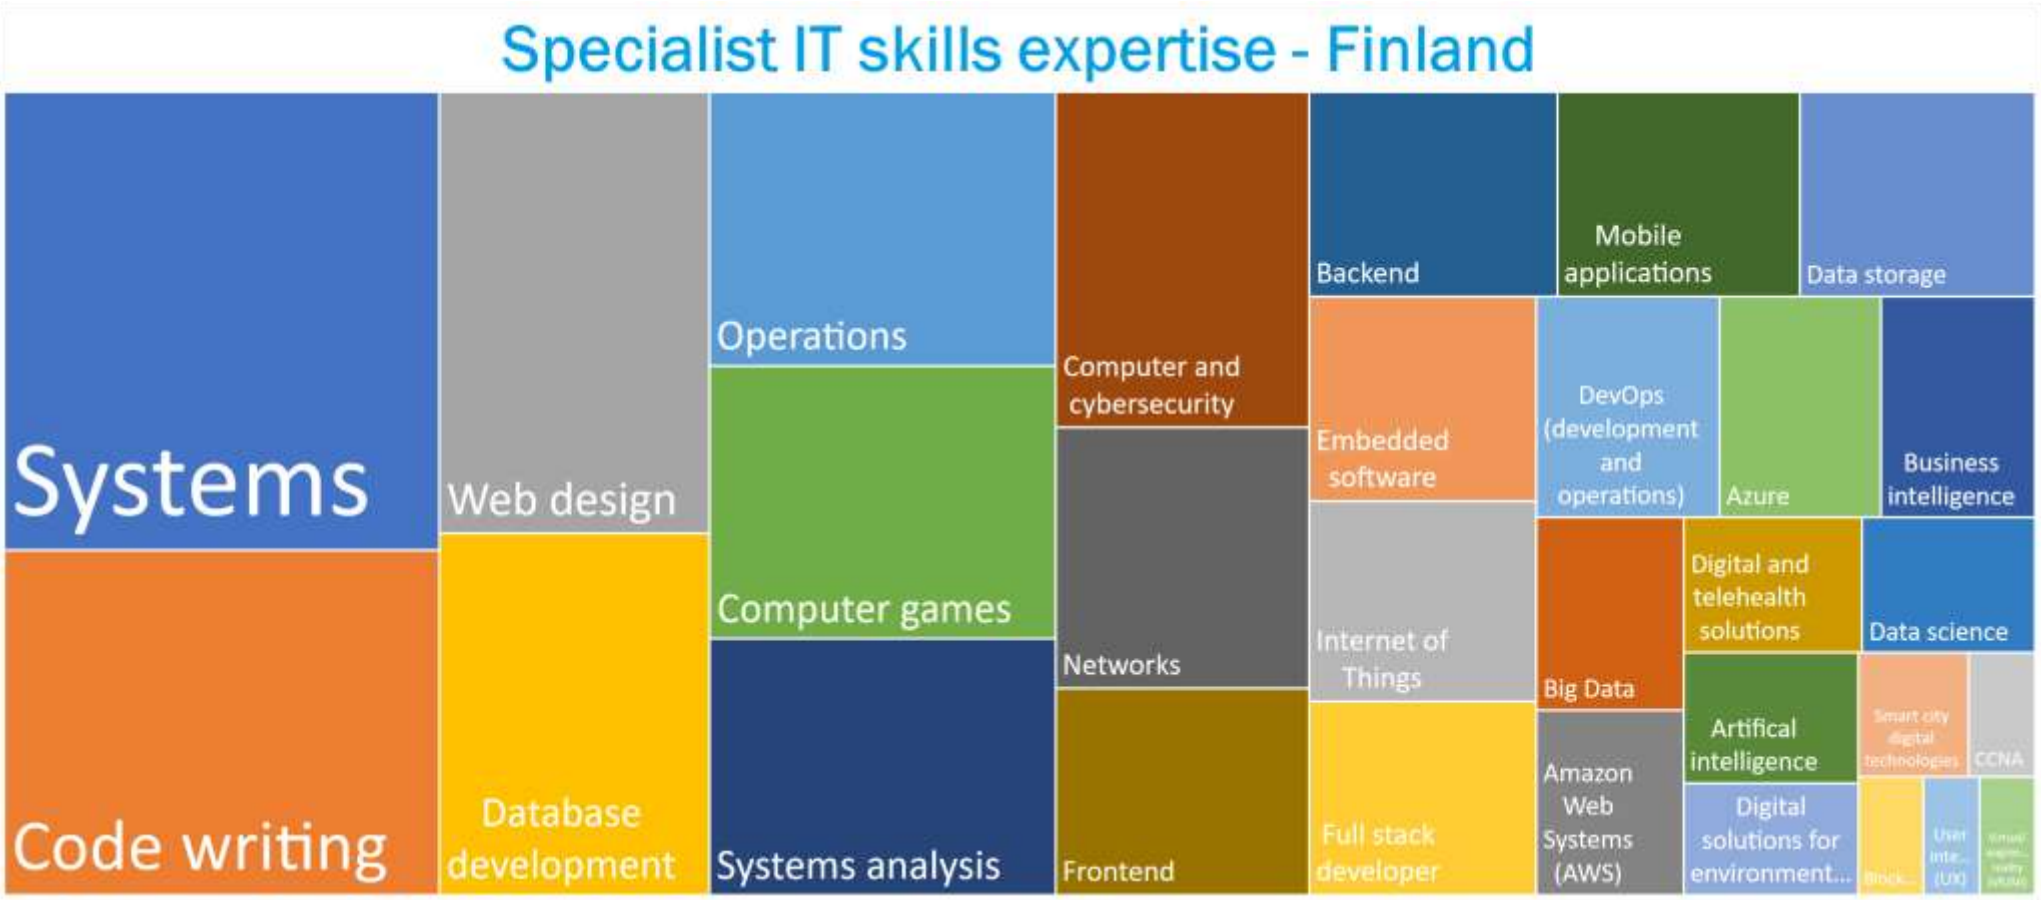 Specialist IT skills expertise - Finland
Systems
Code writing
Web design
Database
development
Operations
Computer games
Systems analysis
Computer and
cybersecurity
Networks
Frontend
Backend
Mobile
applications
Data storage
Embedded
software
Internet of
Things
Full stack
developer
DevOps
(development
and
operations)
Azure
Business
intelligence
Big Data
Amazon
Web
Systems
(AWS)
Digital and
telehealth
solutions
Data science
Artifical
intelligence
Digital
solutions for
environment...
Smart city
digital
technologies
CCNA
Block...
User
inte...
(UX)